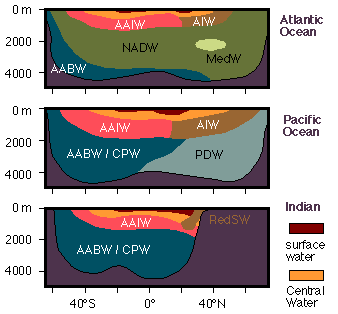 0 m
AAIW
AIW
Atlantic
Ocean
2000
NADW
MedW
4000
AABW
0 m
AAIW
AIW
Pacific
Ocean
2000
AABW / CPW
PDW
4000
0 m
Indian
AAIW
RedSW
2000
AABW / CPW
surface
water
4000
Central
Water
40°S
0°
40°N